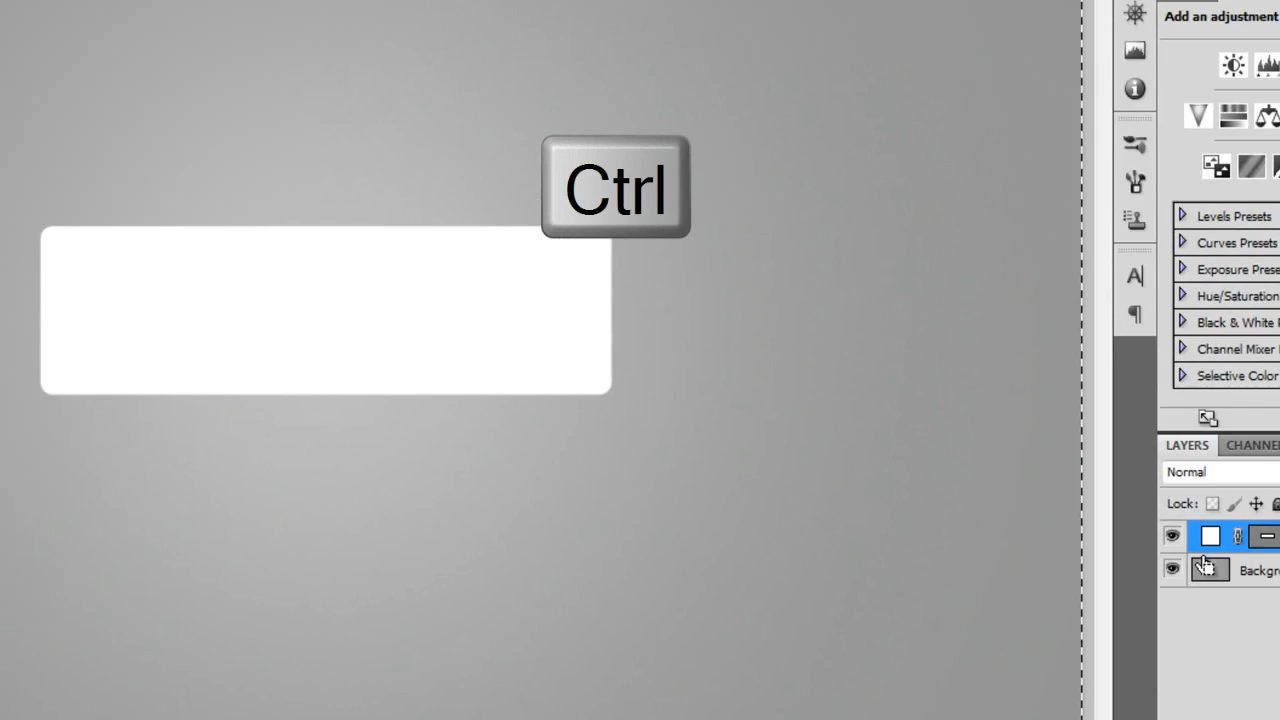 Add an adjustment
Ctrl
Levels Presets
Curves Presets
Exposure Prese
Hue/Saturation
Black & White P
Channel Mixer
Selective Color
LAYERS CHANNE
Normal
Lock:
Backgr